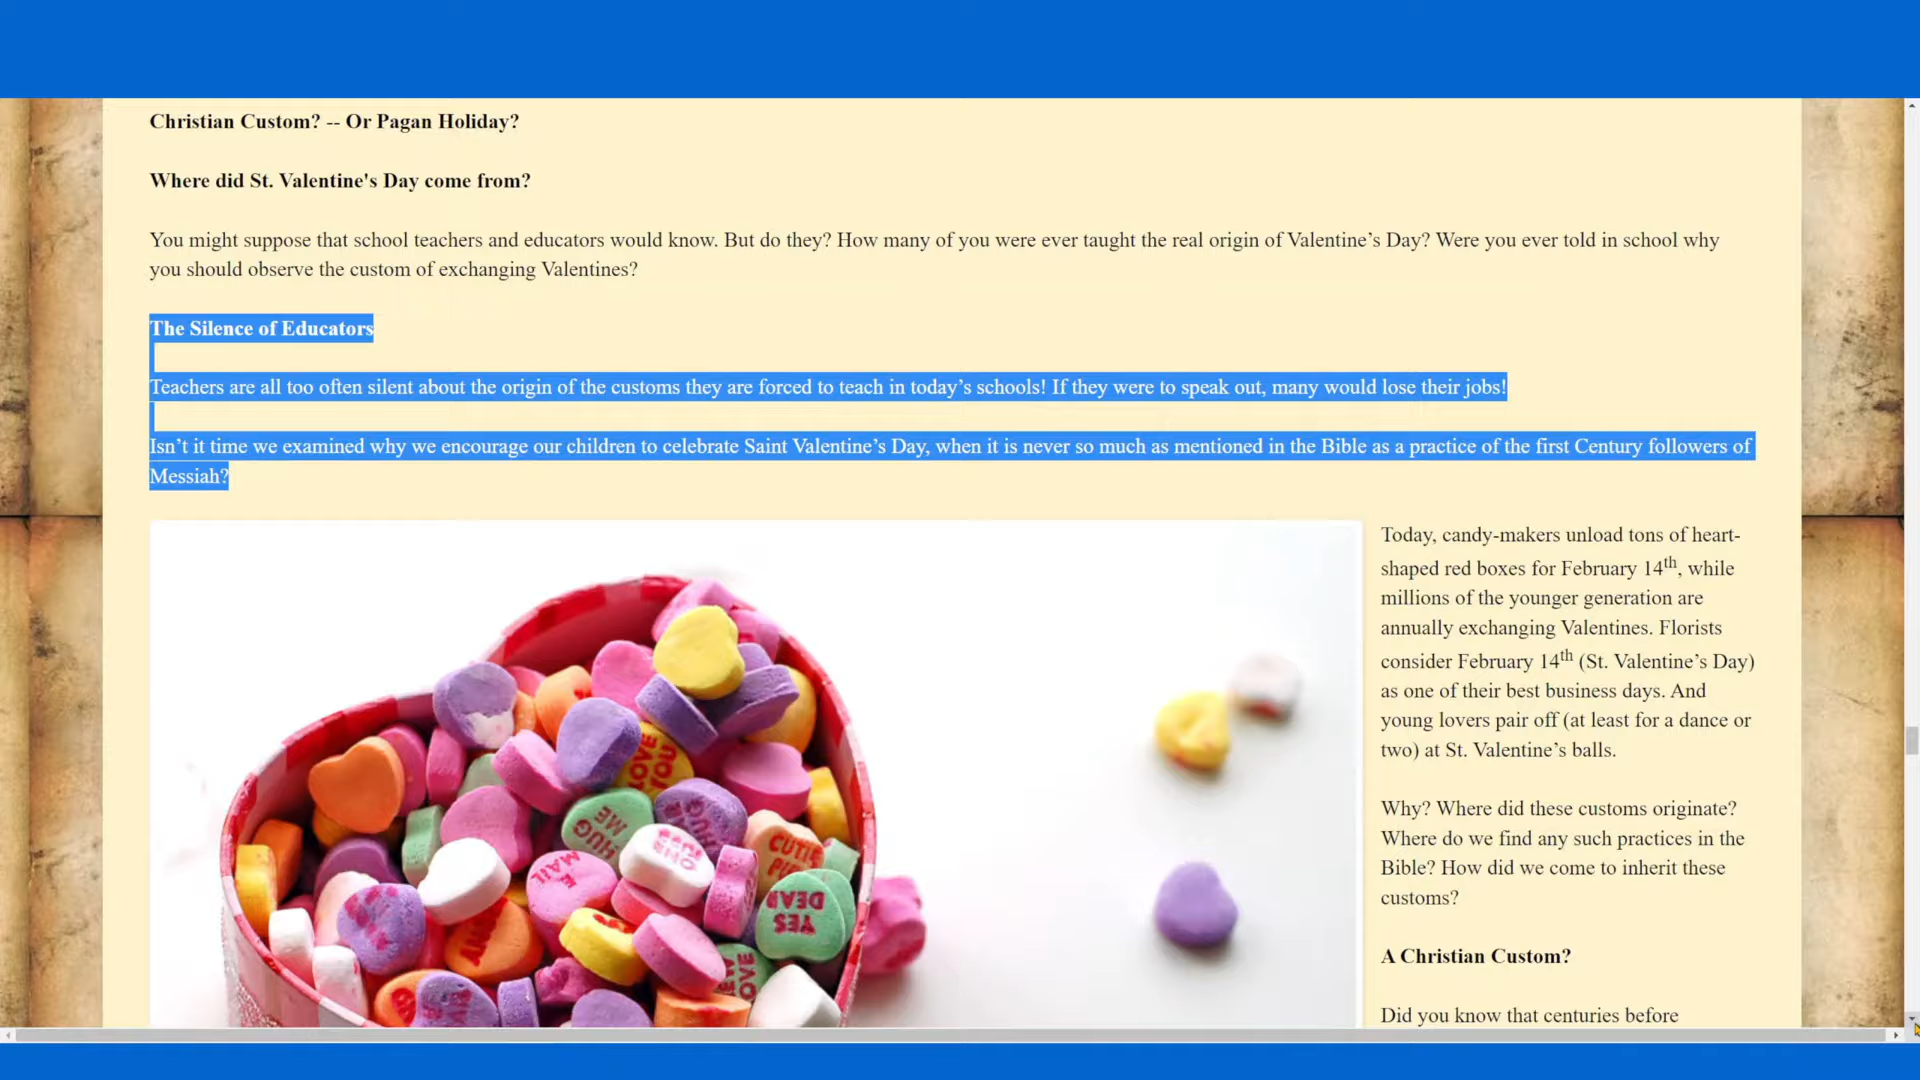 Christian Custom? -- Or Pagan Holiday?
Where did St. Valentine's Day come from?
You might suppose that school teachers and educators would know. But do they? How many of you were ever taught the real origin of Valentine’s Day? Were you ever told in school why
you should observe the custom of exchanging Valentines?
The Silence of Educators
Teachers are all too often silent about the origin of the customs they are forced to teach in today’s schools! If they were to speak out, many would lose their jobs!
Isn’t it time we examined why we encourage our children to celebrate Saint Valentine’s Day, when it is never so much as mentioned in the Bible as a practice of the first Century followers of
Messiah?
Today, candy-makers unload tons of heart-
shaped red boxes for February 14th, while
millions of the younger generation are
annually exchanging Valentines. Florists
consider February 14th (St. Valentine’s Day)
as one of their best business days. And
young lovers pair off (at least for a dance or
two) at St. Valentine’s balls.
Why? Where did these customs originate?
Where do we find any such practices in the
Bible? How did we come to inherit these
customs?
A Christian Custom?
Did you know that centuries before
LOVE
YOU
HUG
ME
CUTIE
E
MAIL
YES
DEAR
LOVE